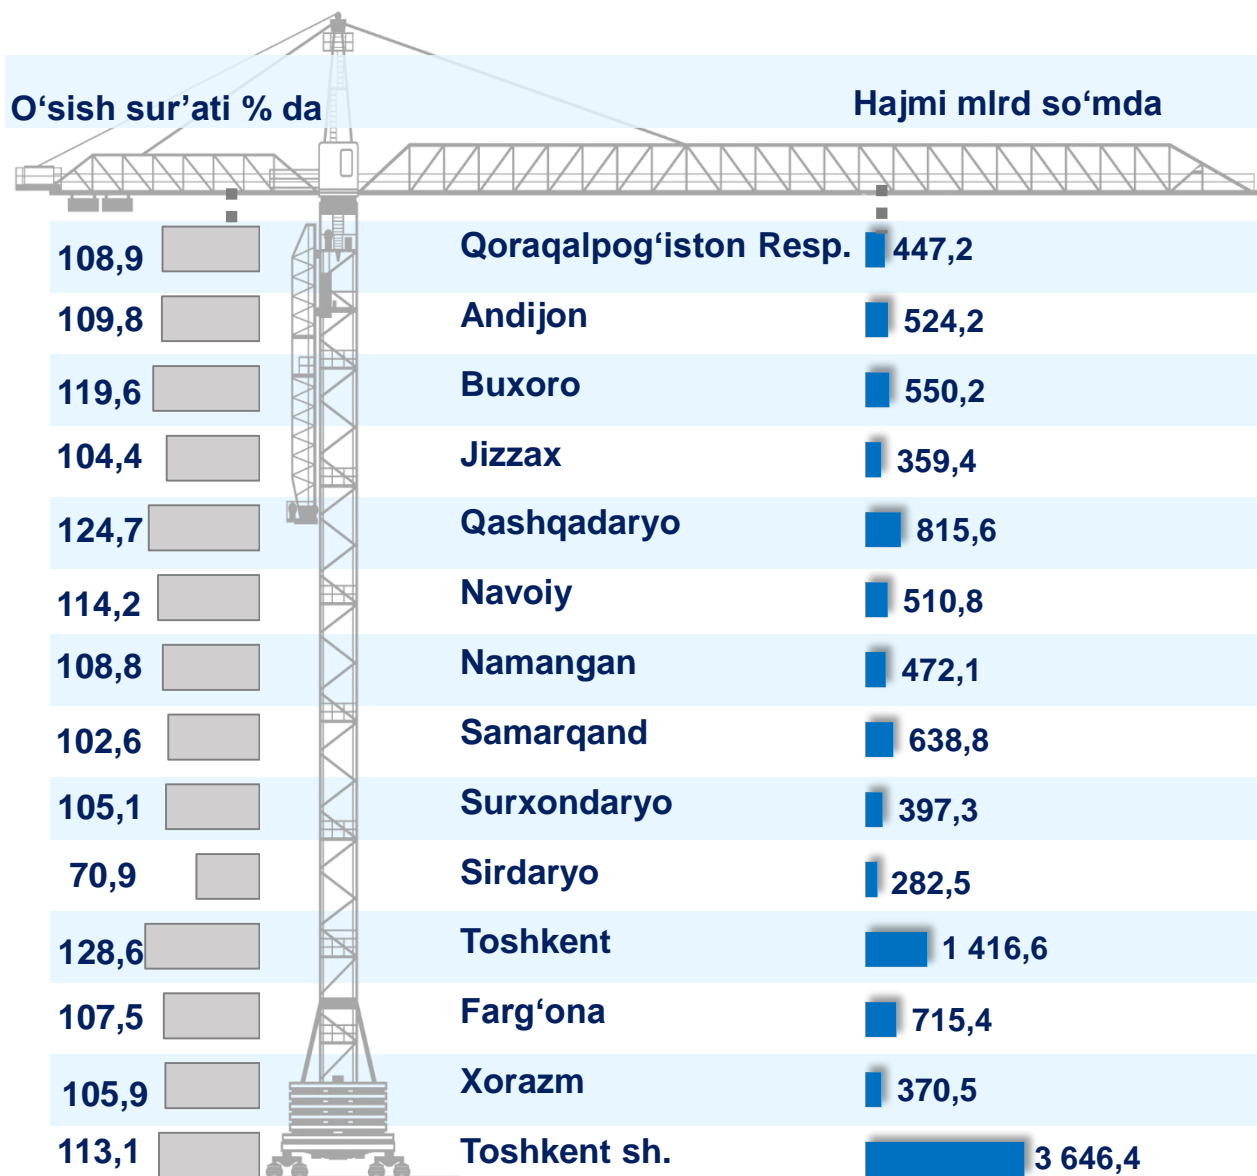 O‘sish sur’ati % da Hajmi mlrd so‘mda
108,9 Qoraqalpog‘iston Resp. 447,2
109,8 Andijon 524,2
119,6 Buxoro 550,2
104,4 Jizzax 359,4
124,7 Qashqadaryo 815,6
114,2 Navoiy 510,8
108,8 Namangan 472,1
102,6 Samarqand 638,8
105,1 Surxondaryo 397,3
70,9 Sirdaryo 282,5
128,6 Toshkent 1 416,6
107,5 Farg‘ona 715,4
105,9 Xorazm 370,5
113,1 Toshkent sh. 3 646,4